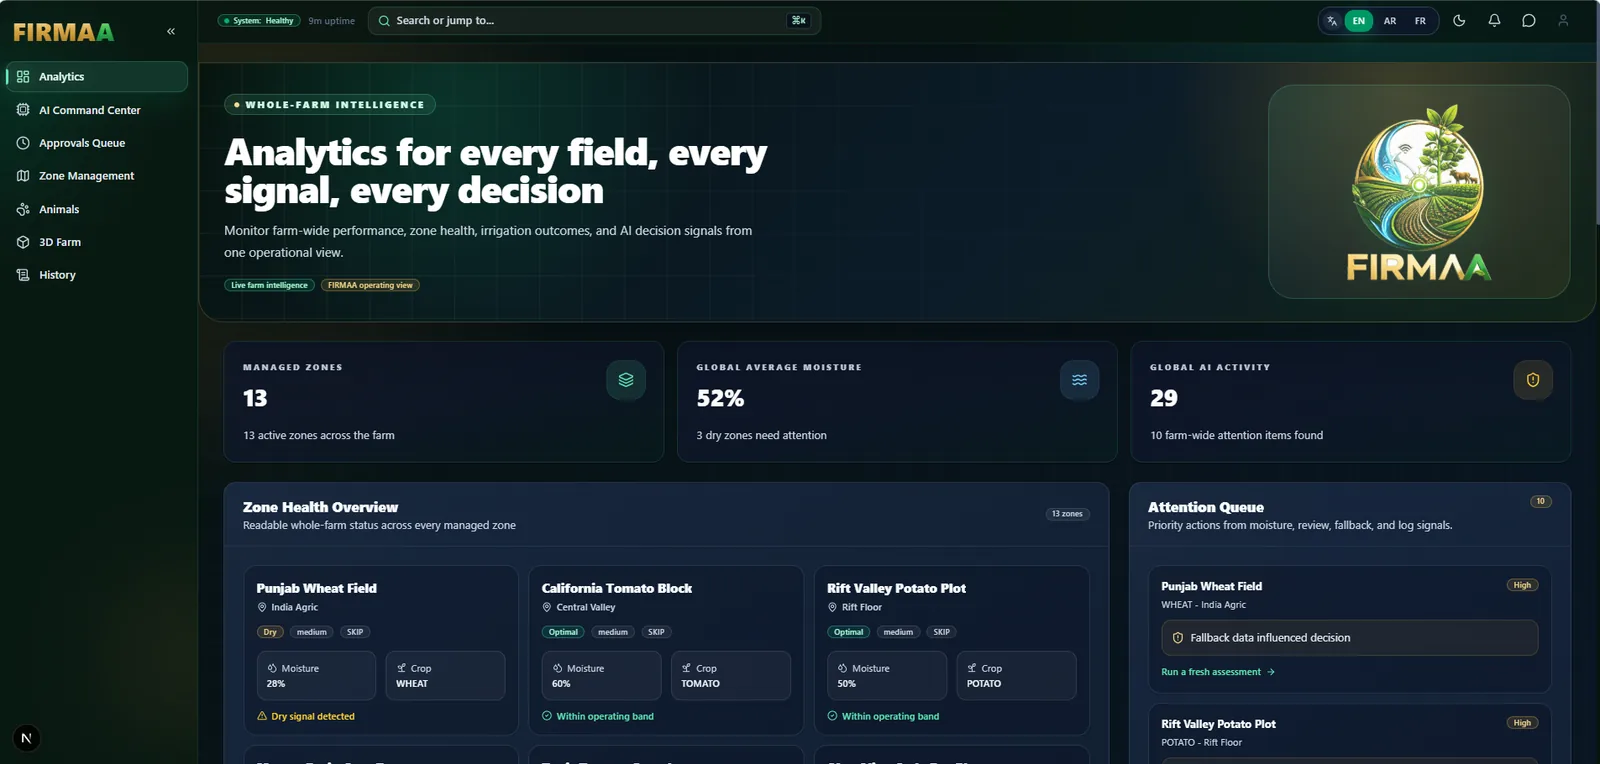 FIRMAA
System: Healthy
9m uptime
Search or jump to...
⌘K
EN
AR
FR
Analytics
AI Command Center
Approvals Queue
Zone Management
Animals
3D Farm
History
WHOLE-FARM INTELLIGENCE
Analytics for every field, every
signal, every decision
Monitor farm-wide performance, zone health, irrigation outcomes, and AI decision signals from
one operational view.
Live farm intelligence
FIRMAA operating view
FIRMAA
MANAGED ZONES
13
13 active zones across the farm
GLOBAL AVERAGE MOISTURE
52%
3 dry zones need attention
GLOBAL AI ACTIVITY
29
10 farm-wide attention items found
Zone Health Overview
Readable whole-farm status across every managed zone
13 zones
Punjab Wheat Field
India Agric
Dry
medium
SKIP
Moisture
28%
Crop
WHEAT
Dry signal detected
California Tomato Block
Central Valley
Optimal
medium
SKIP
Moisture
60%
Crop
TOMATO
Within operating band
Rift Valley Potato Plot
Rift Floor
Optimal
medium
SKIP
Moisture
50%
Crop
POTATO
Within operating band
Attention Queue
10
Priority actions from moisture, review, fallback, and log signals.
Punjab Wheat Field
High
WHEAT - India Agric
Fallback data influenced decision
Run a fresh assessment →
Rift Valley Potato Plot
High
POTATO - Rift Floor
N